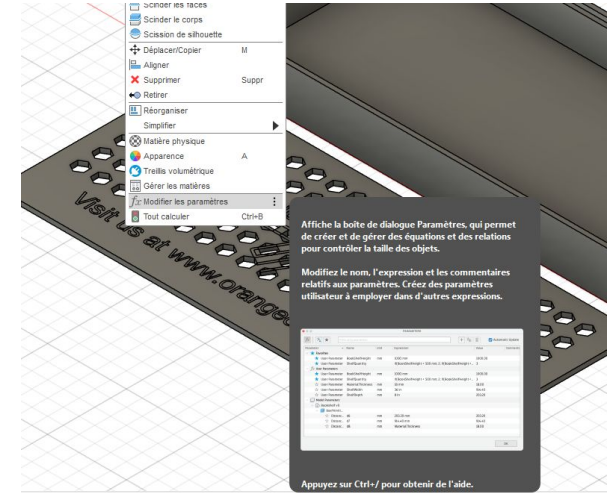 Scinder les faces
Scinder le corps
Scission de silhouette
Déplacer/Copier M
Aligner
Supprimer Suppr
Retirer
Réorganiser
Simplifier
Matière physique
Apparence A
Treillis volumétrique
Gérer les matières
fx Modifier les paramètres
Tout calculer Ctrl+B
Visit us at www.orange
Affiche la boîte de dialogue Paramètres, qui permet
de créer et de gérer des équations et des relations
pour contrôler la taille des objets.
Modifiez le nom, l'expression et les commentaires
relatifs aux paramètres. Créez des paramètres
utilisateur à employer dans d'autres expressions.
Appuyez sur Ctrl+/ pour obtenir de l'aide.